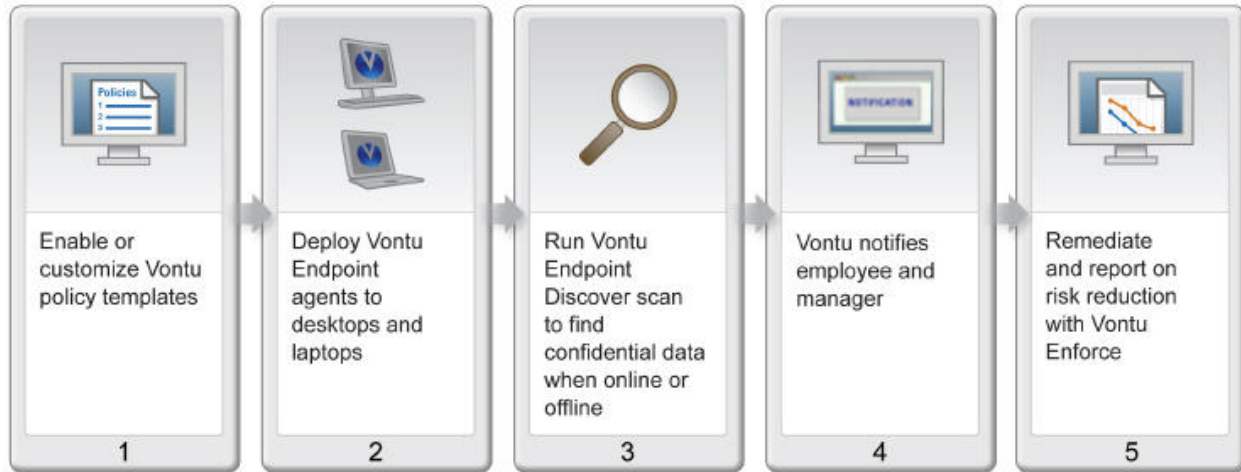 Policies
1
2
3
Enable or
customize Vontu
policy templates
1
V
V
Deploy Vontu
Endpoint
agents to
desktops and
laptops
2
Run Vontu
Endpoint
Discover scan
to find
confidential data
when online or
offline
3
NOTIFICATION
Vontu notifies
employee and
manager
4
Remediate
and report on
risk reduction
with Vontu
Enforce
5